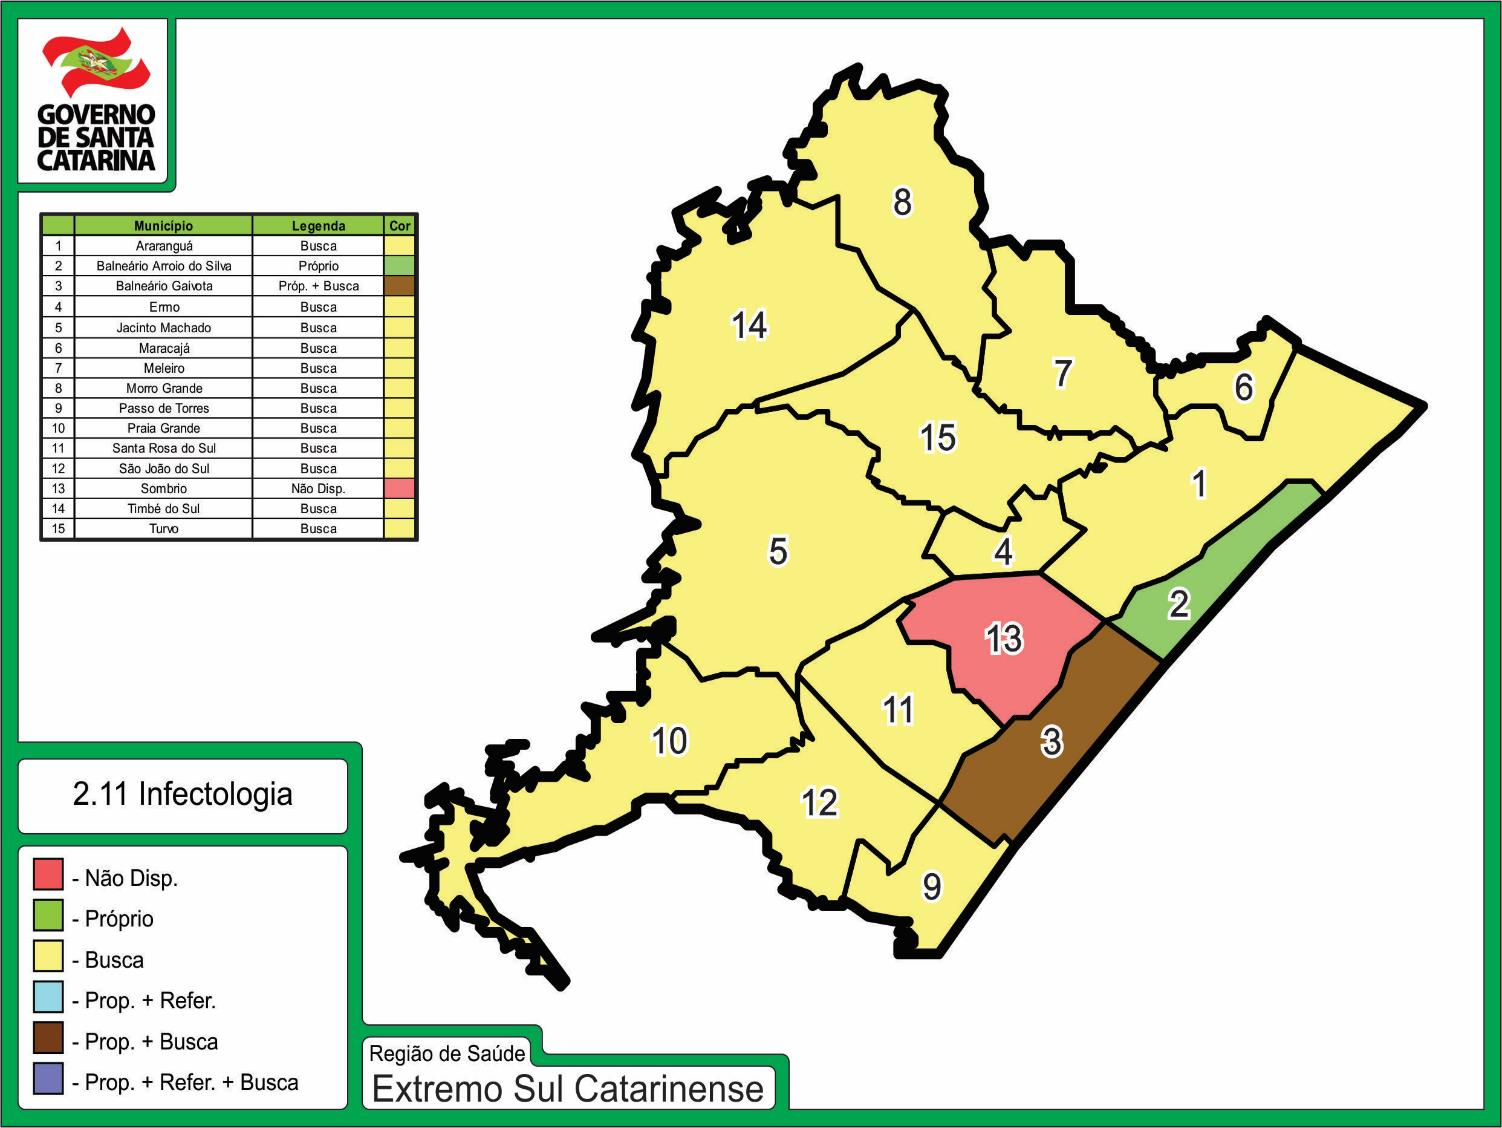 GOVERNO
DE SANTA
CATARINA
Município Legenda Cor
1 Araranguá Busca
2 Balneário Arroio do Silva Próprio
3 Balneário Gaivota Próp. + Busca
4 Ermo Busca
5 Jacinto Machado Busca
6 Maracajá Busca
7 Meleiro Busca
8 Morro Grande Busca
9 Passo de Torres Busca
10 Praia Grande Busca
11 Santa Rosa do Sul Busca
12 São João do Sul Busca
13 Sombrio Não Disp.
14 Timbé do Sul Busca
15 Turvo Busca
8
14
7
6
15
1
5
4
2
13
11
10
3
12
9
2.11 Infectologia
- Não Disp.
- Próprio
- Busca
- Prop. + Refer.
- Prop. + Busca
- Prop. + Refer. + Busca
Região de Saúde
Extremo Sul Catarinense